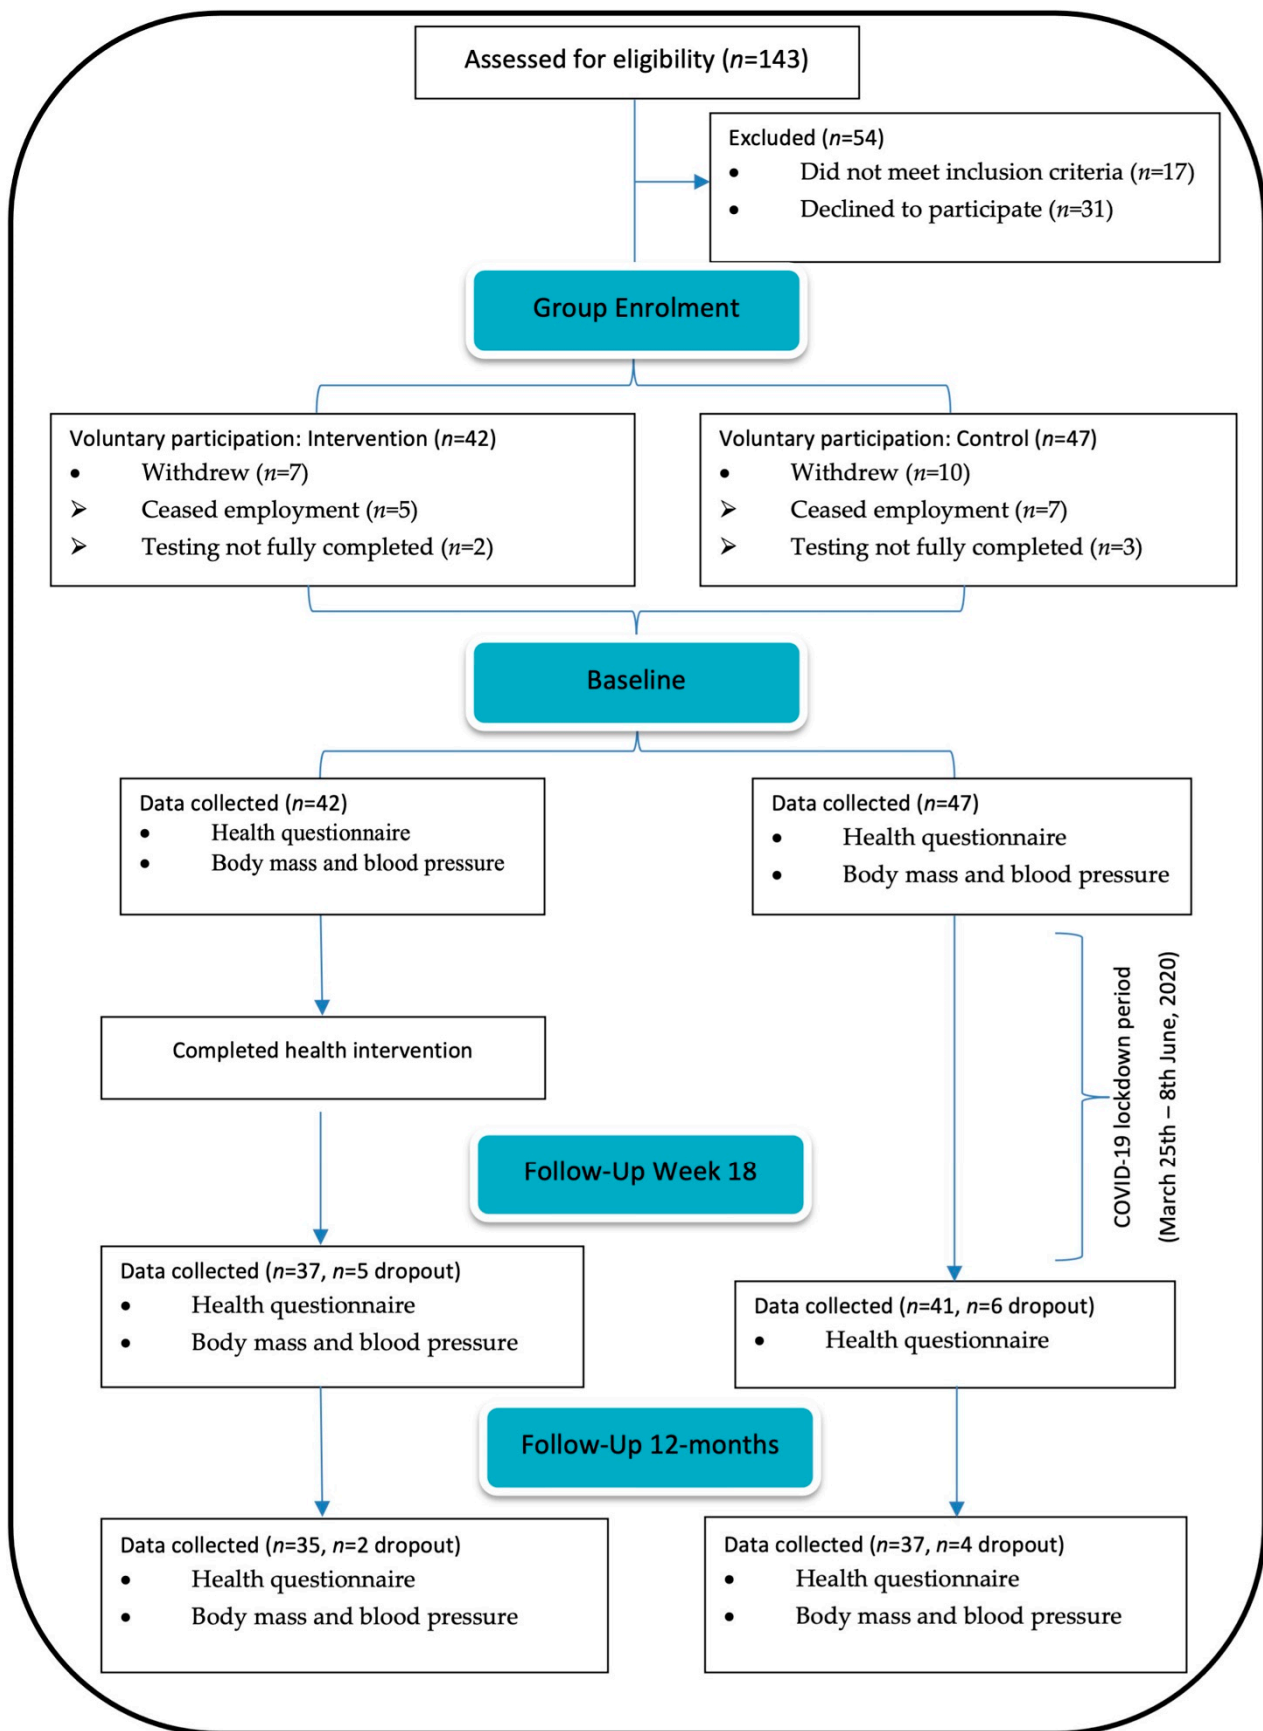 Assessed for eligibility (n=143)
Excluded (n=54)
• Did not meet inclusion criteria (n=17)
• Declined to participate (n=31)
Group Enrolment
Voluntary participation: Intervention (n=42)
• Withdrew (n=7)
➢ Ceased employment (n=5)
➢ Testing not fully completed (n=2)
Voluntary participation: Control (n=47)
• Withdrew (n=10)
➢ Ceased employment (n=7)
➢ Testing not fully completed (n=3)
Baseline
Data collected (n=42)
• Health questionnaire
• Body mass and blood pressure
Data collected (n=47)
• Health questionnaire
• Body mass and blood pressure
COVID-19 lockdown period
(March 25th – 8th June, 2020)
Completed health intervention
Follow-Up Week 18
Data collected (n=37, n=5 dropout)
• Health questionnaire
• Body mass and blood pressure
Data collected (n=41, n=6 dropout)
• Health questionnaire
Follow-Up 12-months
Data collected (n=35, n=2 dropout)
• Health questionnaire
• Body mass and blood pressure
Data collected (n=37, n=4 dropout)
• Health questionnaire
• Body mass and blood pressure